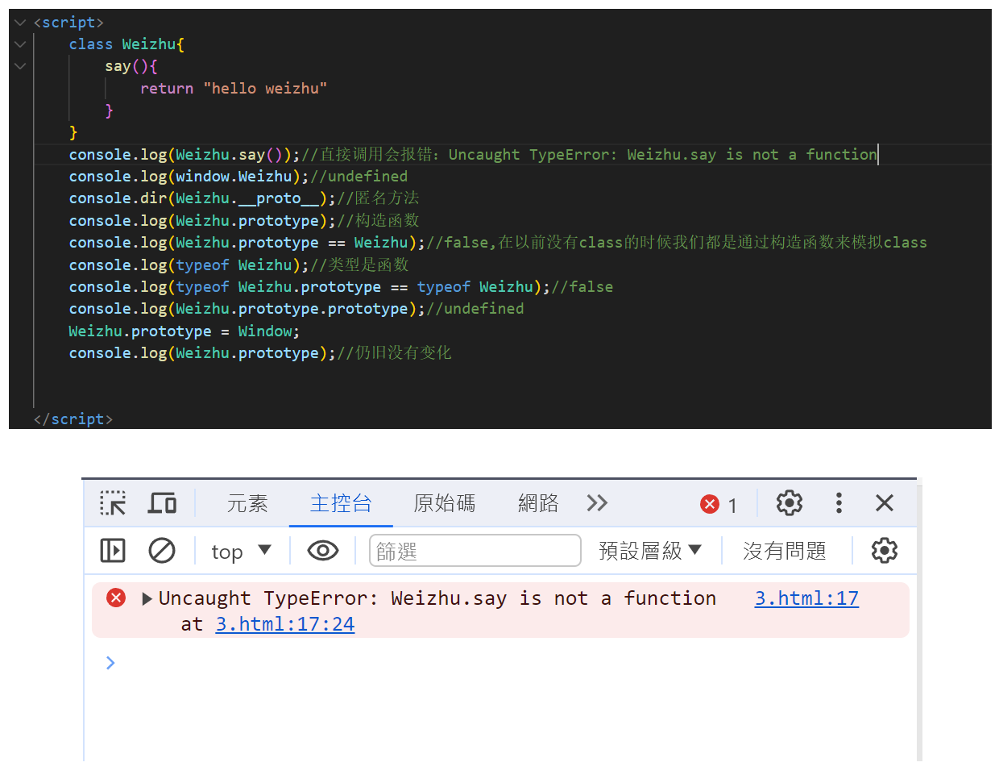 <script>
class Weizhu{
say(){
return "hello weizhu"
}
}
console.log(Weizhu.say());//直接调用会报错：Uncaught TypeError: Weizhu.say is not a function
console.log(window.Weizhu);//undefined
console.dir(Weizhu.__proto__);//匿名方法
console.log(Weizhu.prototype);//构造函数
console.log(Weizhu.prototype == Weizhu);//false,在以前没有class的时候我们都是通过构造函数来模拟class
console.log(typeof Weizhu);//类型是函数
console.log(typeof Weizhu.prototype == typeof Weizhu);//false
console.log(Weizhu.prototype.prototype);//undefined
Weizhu.prototype = Window;
console.log(Weizhu.prototype);//仍旧没有变化
</script>
元素 主控台 原始碼 網路 1
top 篩選 預設層級 沒有問題
Uncaught TypeError: Weizhu.say is not a function 3.html:17
at 3.html:17:24